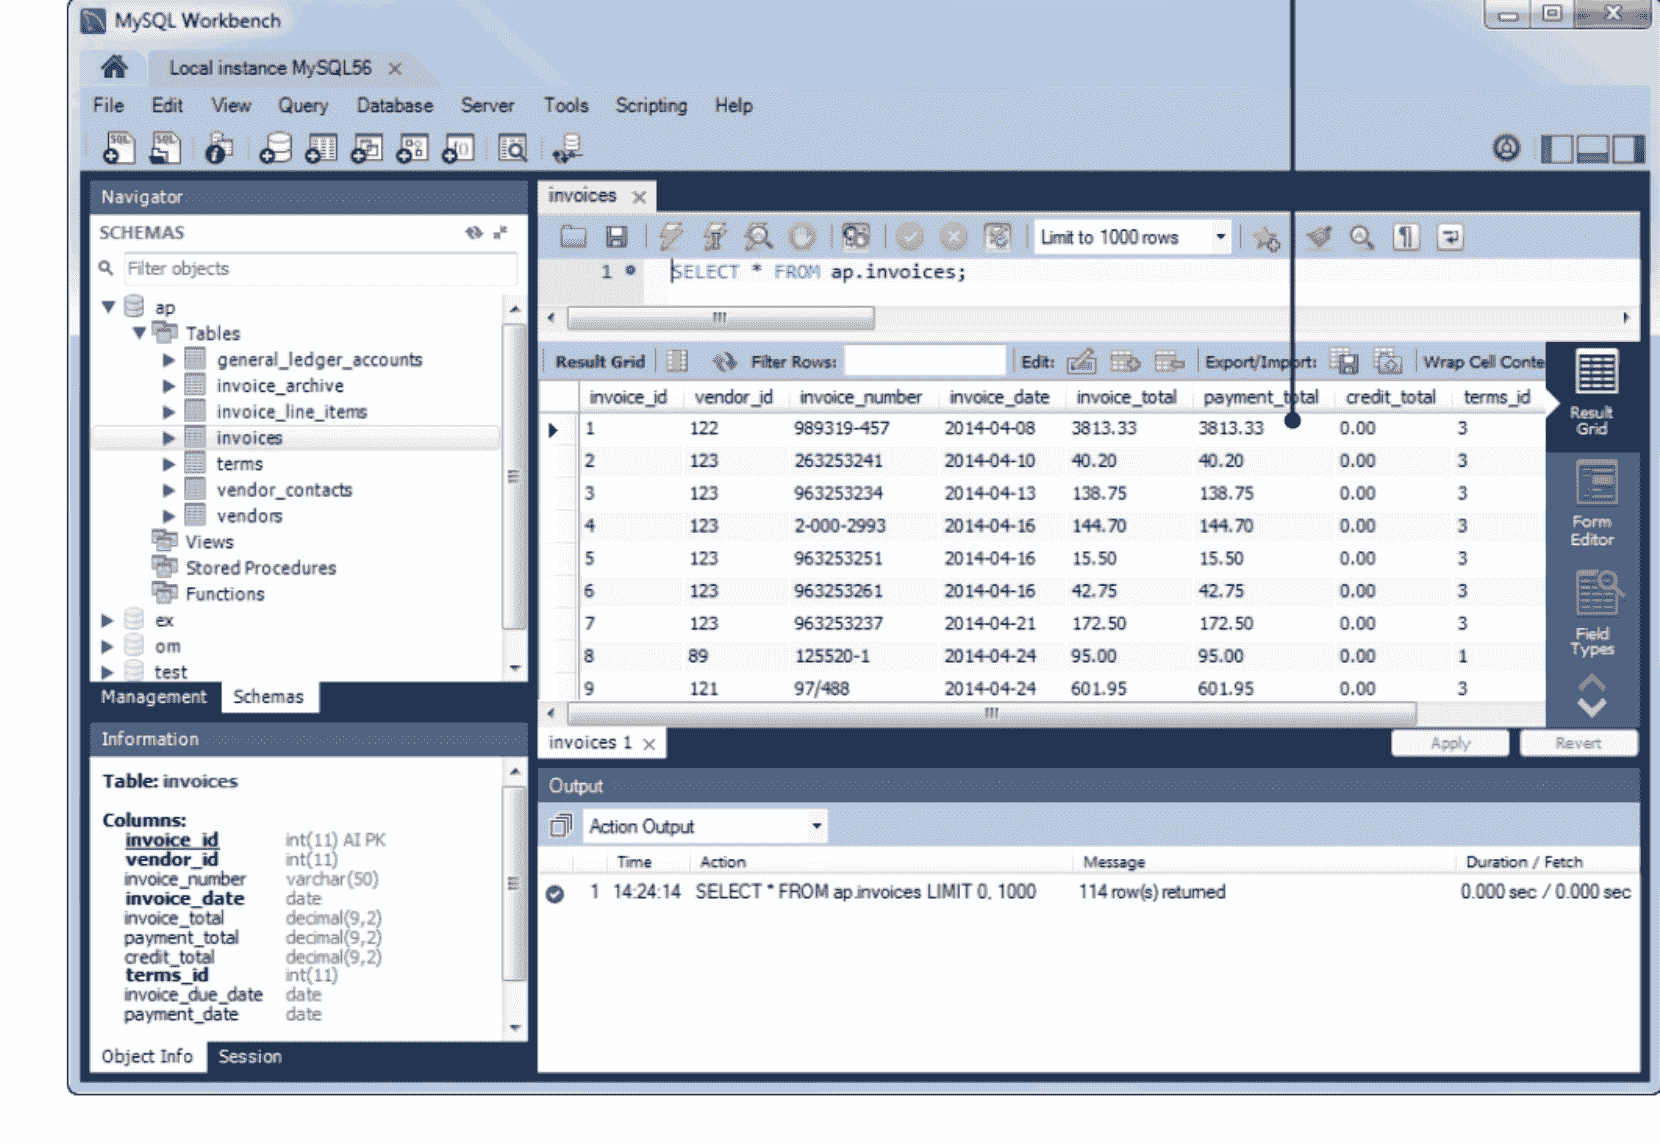 MySQL Workbench
Local instance MySQL56
File Edit View Query Database Server Tools Scripting Help
SQL SQL
Navigator
SCHEMAS
Filter objects
ap
Tables
general_ledger_accounts
invoice_archive
invoice_line_items
invoices
terms
vendor_contacts
vendors
Views
Stored Procedures
Functions
ex
om
test
Management Schemas
Information
Table: invoices
Columns:
invoice_id int(11) AI PK
vendor_id int(11)
invoice_number varchar(50)
invoice_date date
invoice_total decimal(9,2)
payment_total decimal(9,2)
credit_total decimal(9,2)
terms_id int(11)
invoice_due_date date
payment_date date
Object Info Session
invoices
Limit to 1000 rows
1 SELECT * FROM ap.invoices;
Result Grid Filter Rows: Edit: Export/Import: Wrap Cell Conte
invoice_id vendor_id invoice_number invoice_date invoice_total payment_total credit_total terms_id
1 122 989319-457 2014-04-08 3813.33 3813.33 0.00 3
2 123 263253241 2014-04-10 40.20 40.20 0.00 3
3 123 963253234 2014-04-13 138.75 138.75 0.00 3
4 123 2-000-2993 2014-04-16 144.70 144.70 0.00 3
5 123 963253251 2014-04-16 15.50 15.50 0.00 3
6 123 963253261 2014-04-16 42.75 42.75 0.00 3
7 123 963253237 2014-04-21 172.50 172.50 0.00 3
8 89 125520-1 2014-04-24 95.00 95.00 0.00 1
9 121 97/488 2014-04-24 601.95 601.95 0.00 3
Result
Grid
Form
Editor
Field
Types
invoices 1
Apply Revert
Output
Action Output
Time Action Message Duration / Fetch
1 14:24:14 SELECT * FROM ap.invoices LIMIT 0, 1000 114 row(s) returned 0.000 sec / 0.000 sec